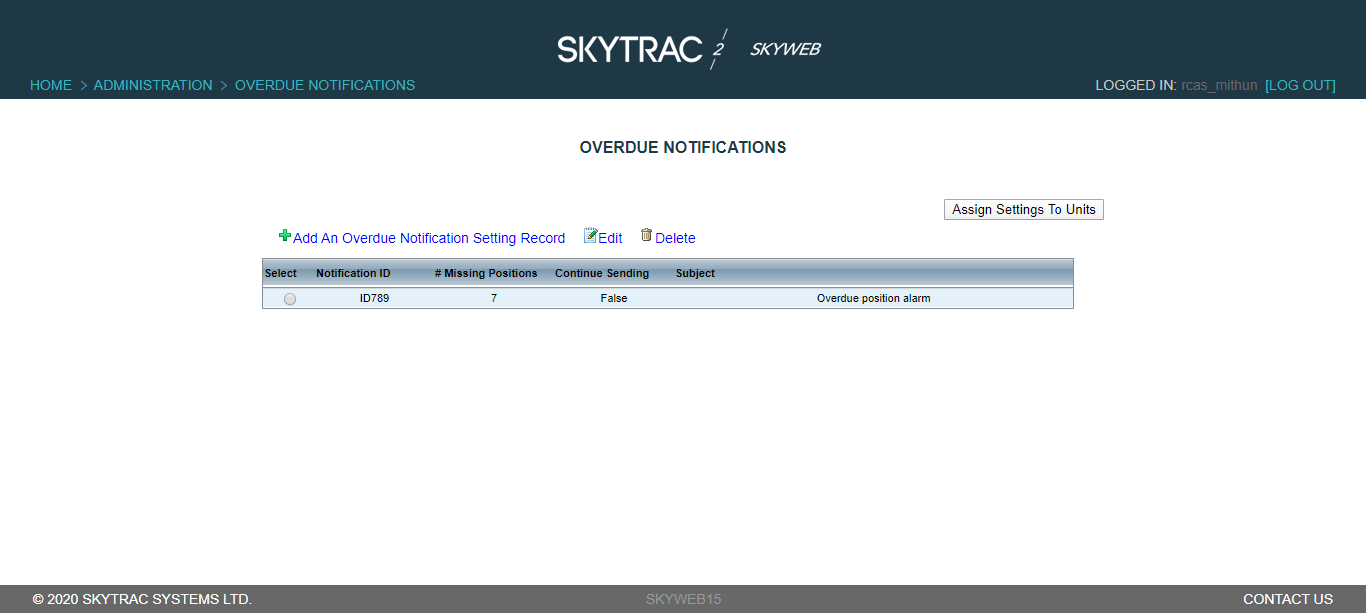 SKYTRAC 2 SKYWEB
HOME > ADMINISTRATION > OVERDUE NOTIFICATIONS LOGGED IN: rcas_mithun [LOG OUT]
OVERDUE NOTIFICATIONS
Assign Settings To Units
Add An Overdue Notification Setting Record Edit Delete
Select Notification ID # Missing Positions Continue Sending Subject
ID789 7 False Overdue position alarm
© 2020 SKYTRAC SYSTEMS LTD. SKYWEB15 CONTACT US